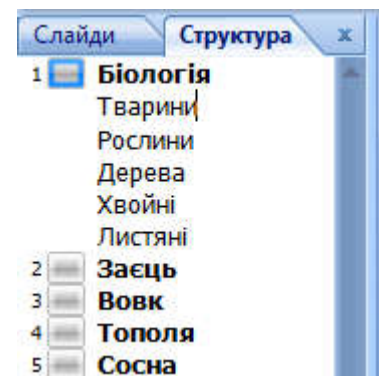 Слайди Структура x
1 Біологія
Тварини
Рослини
Дерева
Хвойні
Листяні
2 Заєць
3 Вовк
4 Тополя
5 Сосна